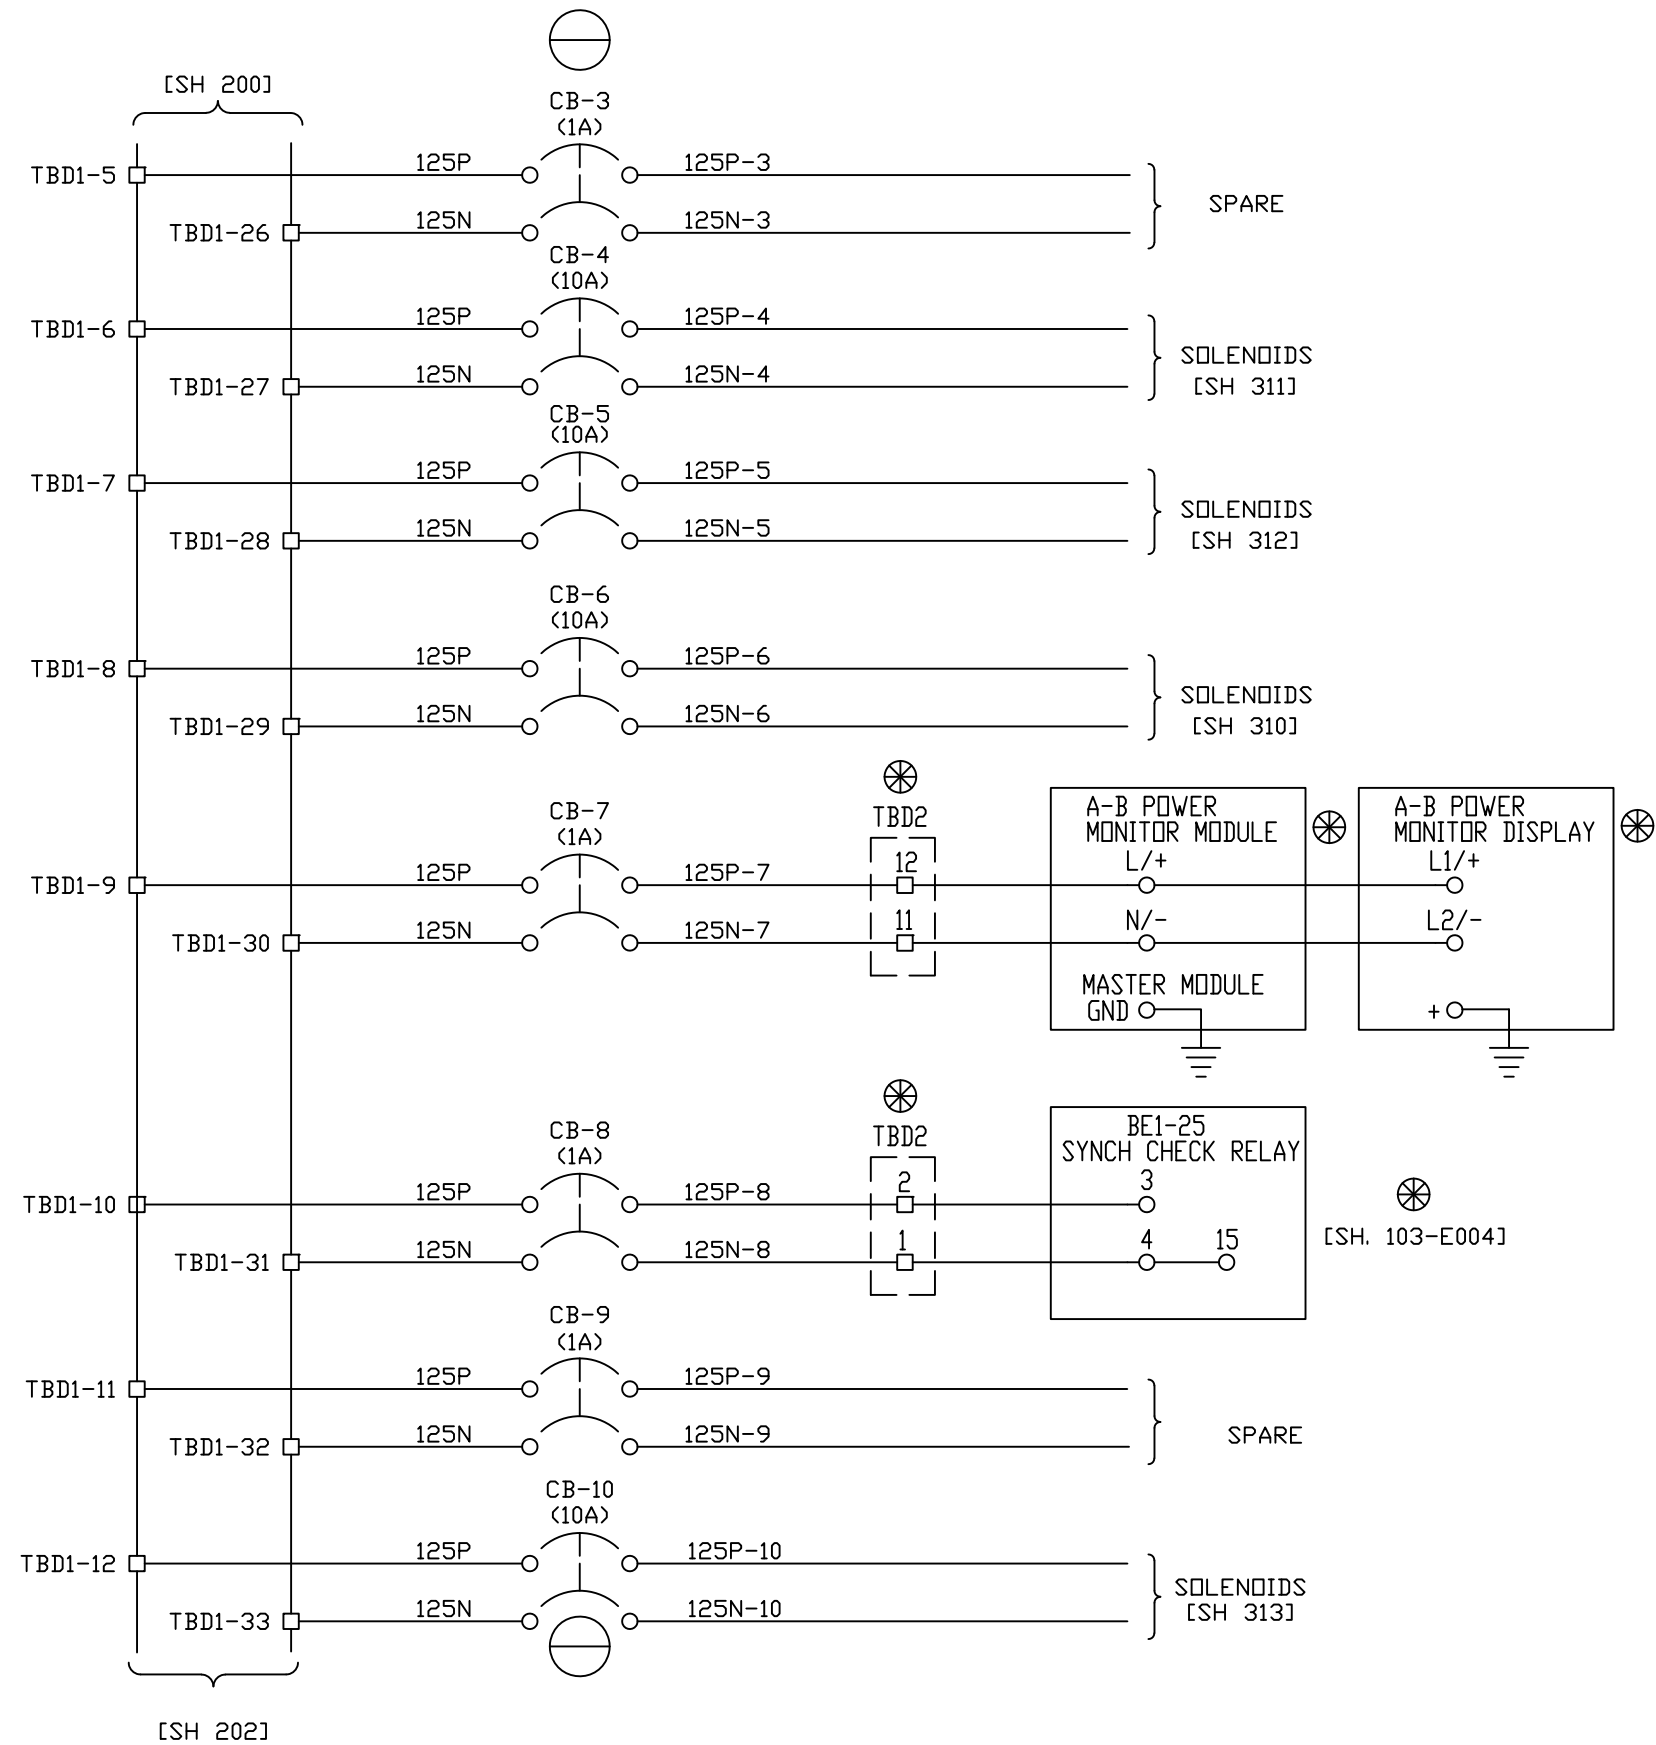 [SH 200]
CB-3
(1A)
TBD1-5
125P
125P-3
SPARE
TBD1-26
125N
125N-3
CB-4
(10A)
TBD1-6
125P
125P-4
SOLENOIDS
[SH 311]
TBD1-27
125N
125N-4
CB-5
(10A)
TBD1-7
125P
125P-5
SOLENOIDS
[SH 312]
TBD1-28
125N
125N-5
CB-6
(10A)
TBD1-8
125P
125P-6
SOLENOIDS
[SH 310]
TBD1-29
125N
125N-6
CB-7
(1A)
TBD2
A-B POWER
MONITOR MODULE
A-B POWER
MONITOR DISPLAY
TBD1-9
125P
125P-7
12
L/+
L1/+
TBD1-30
125N
125N-7
11
N/-
L2/-
MASTER MODULE
GND
+
CB-8
(1A)
TBD2
BE1-25
SYNCH CHECK RELAY
TBD1-10
125P
125P-8
2
3
[SH. 103-E004]
TBD1-31
125N
125N-8
1
4
15
CB-9
(1A)
TBD1-11
125P
125P-9
SPARE
TBD1-32
125N
125N-9
CB-10
(10A)
TBD1-12
125P
125P-10
SOLENOIDS
[SH 313]
TBD1-33
125N
125N-10
[SH 202]